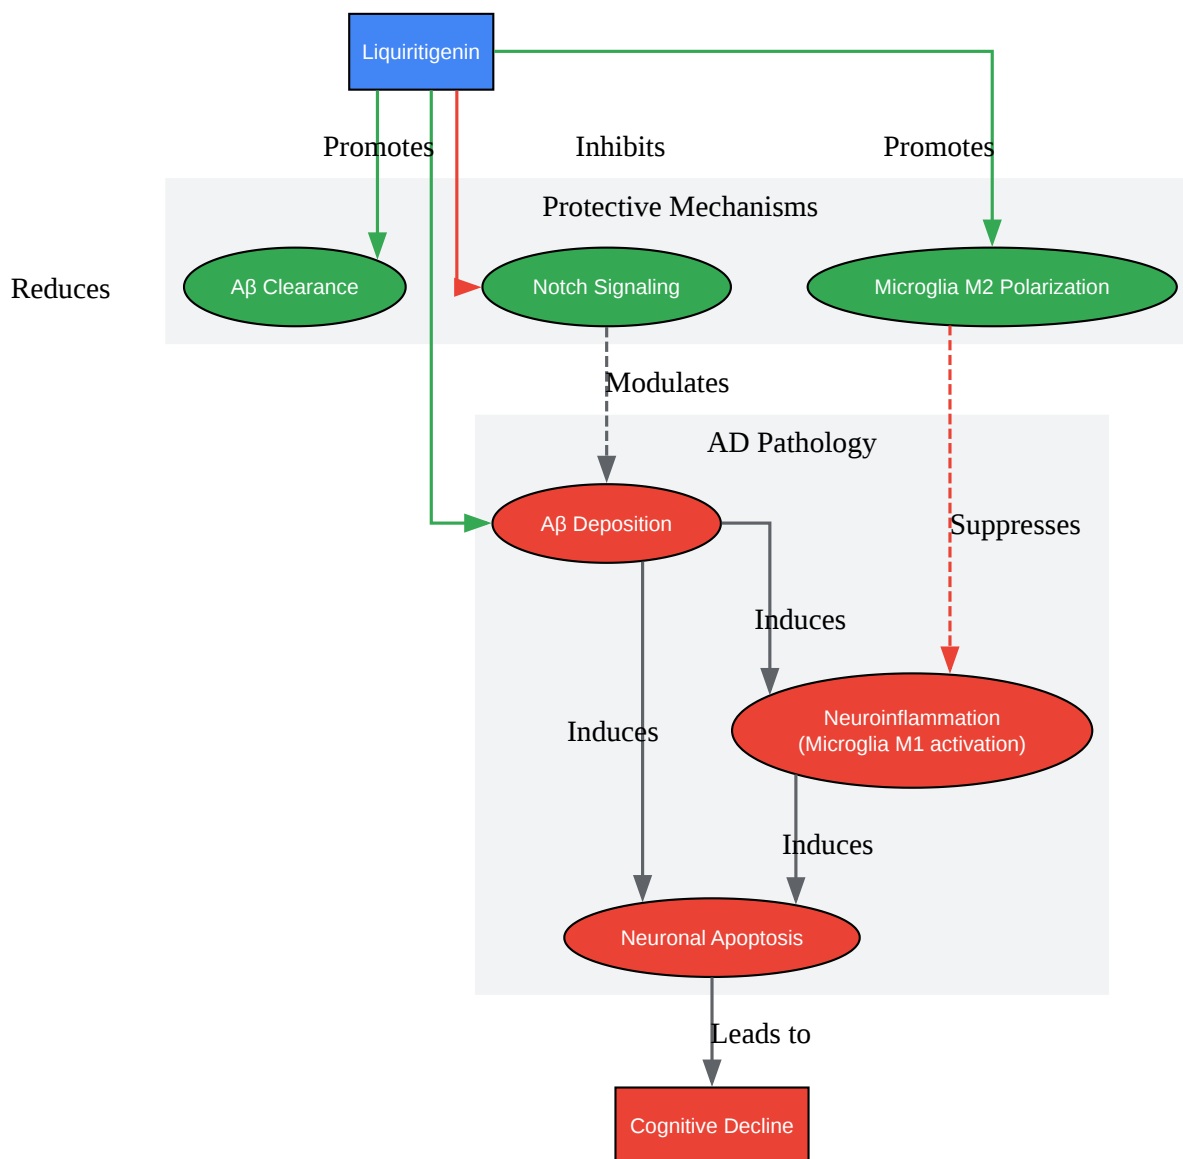 Liquiritigenin
Promotes
Inhibits
Promotes
Protective Mechanisms
Reduces
Aβ Clearance
Notch Signaling
Microglia M2 Polarization
Modulates
AD Pathology
Aβ Deposition
Suppresses
Induces
Neuroinflammation
(Microglia M1 activation)
Induces
Induces
Neuronal Apoptosis
Leads to
Cognitive Decline